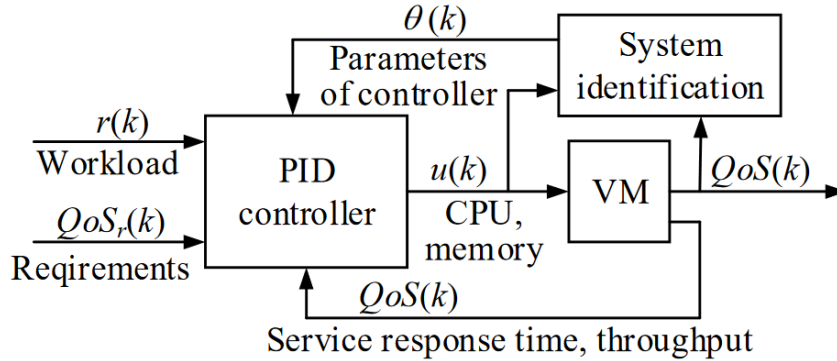 θ(k)
Parameters
of controller
System
identification
r(k)
Workload
PID
controller
u(k)
CPU,
memory
VM
QoS(k)
QoSr(k)
Reqirements
QoS(k)
Service response time, throughput